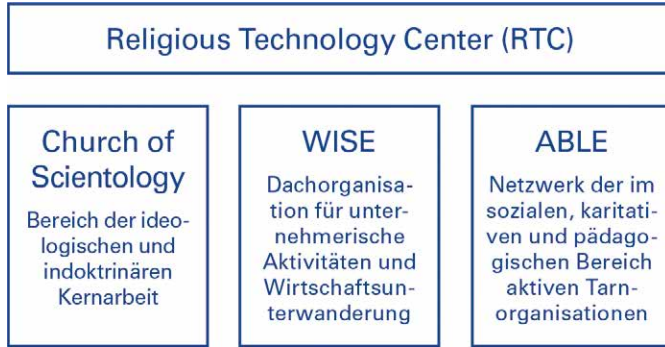 Religious Technology Center (RTC)
Church of
Scientology
Bereich der ideo-
logischen und
indoktrinären
Kernarbeit
WISE
Dachorganisa-
tion für unter-
nehmerische
Aktivitäten und
Wirtschaftsun-
terwanderung
ABLE
Netzwerk der im
sozialen, karitati-
ven und pädago-
gischen Bereich
aktiven Tarn-
organisationen